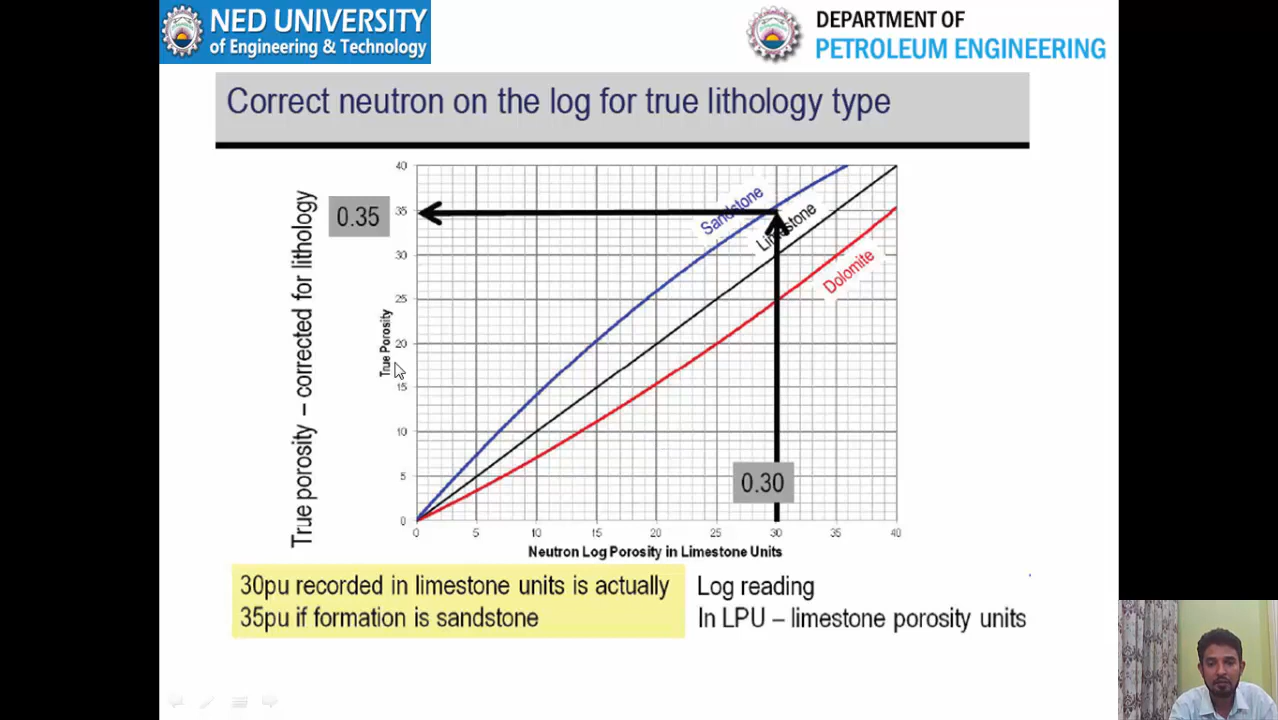 NED UNIVERSITY
of Engineering & Technology
DEPARTMENT OF
PETROLEUM ENGINEERING
Correct neutron on the log for true lithology type
True porosity – corrected for lithology
0.35
True Porosity
40
35
30
25
20
15
10
5
0
Sandstone
Limestone
Dolomite
0.30
0 5 10 15 20 25 30 35 40
Neutron Log Porosity in Limestone Units
30pu recorded in limestone units is actually
35pu if formation is sandstone
Log reading
In LPU – limestone porosity units